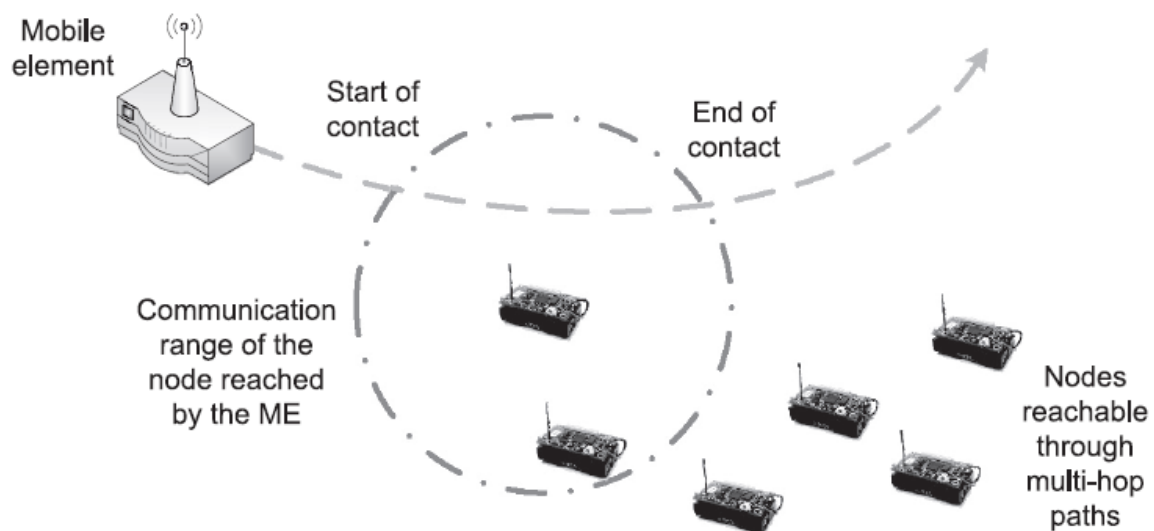 Mobile
element
Start of
contact
End of
contact
Communication
range of the
node reached
by the ME
Nodes
reachable
through
multi-hop
paths